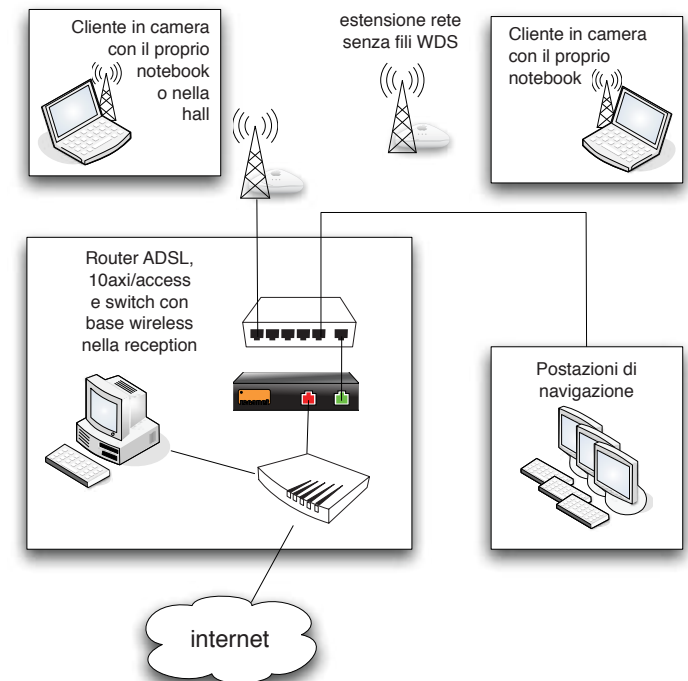 Cliente in camera
con il proprio
notebook
o nella
hall
estensione rete
senza fili WDS
Cliente in camera
con il proprio
notebook
Router ADSL,
10axi/access
e switch con
base wireless
nella reception
Postazioni di
navigazione
internet